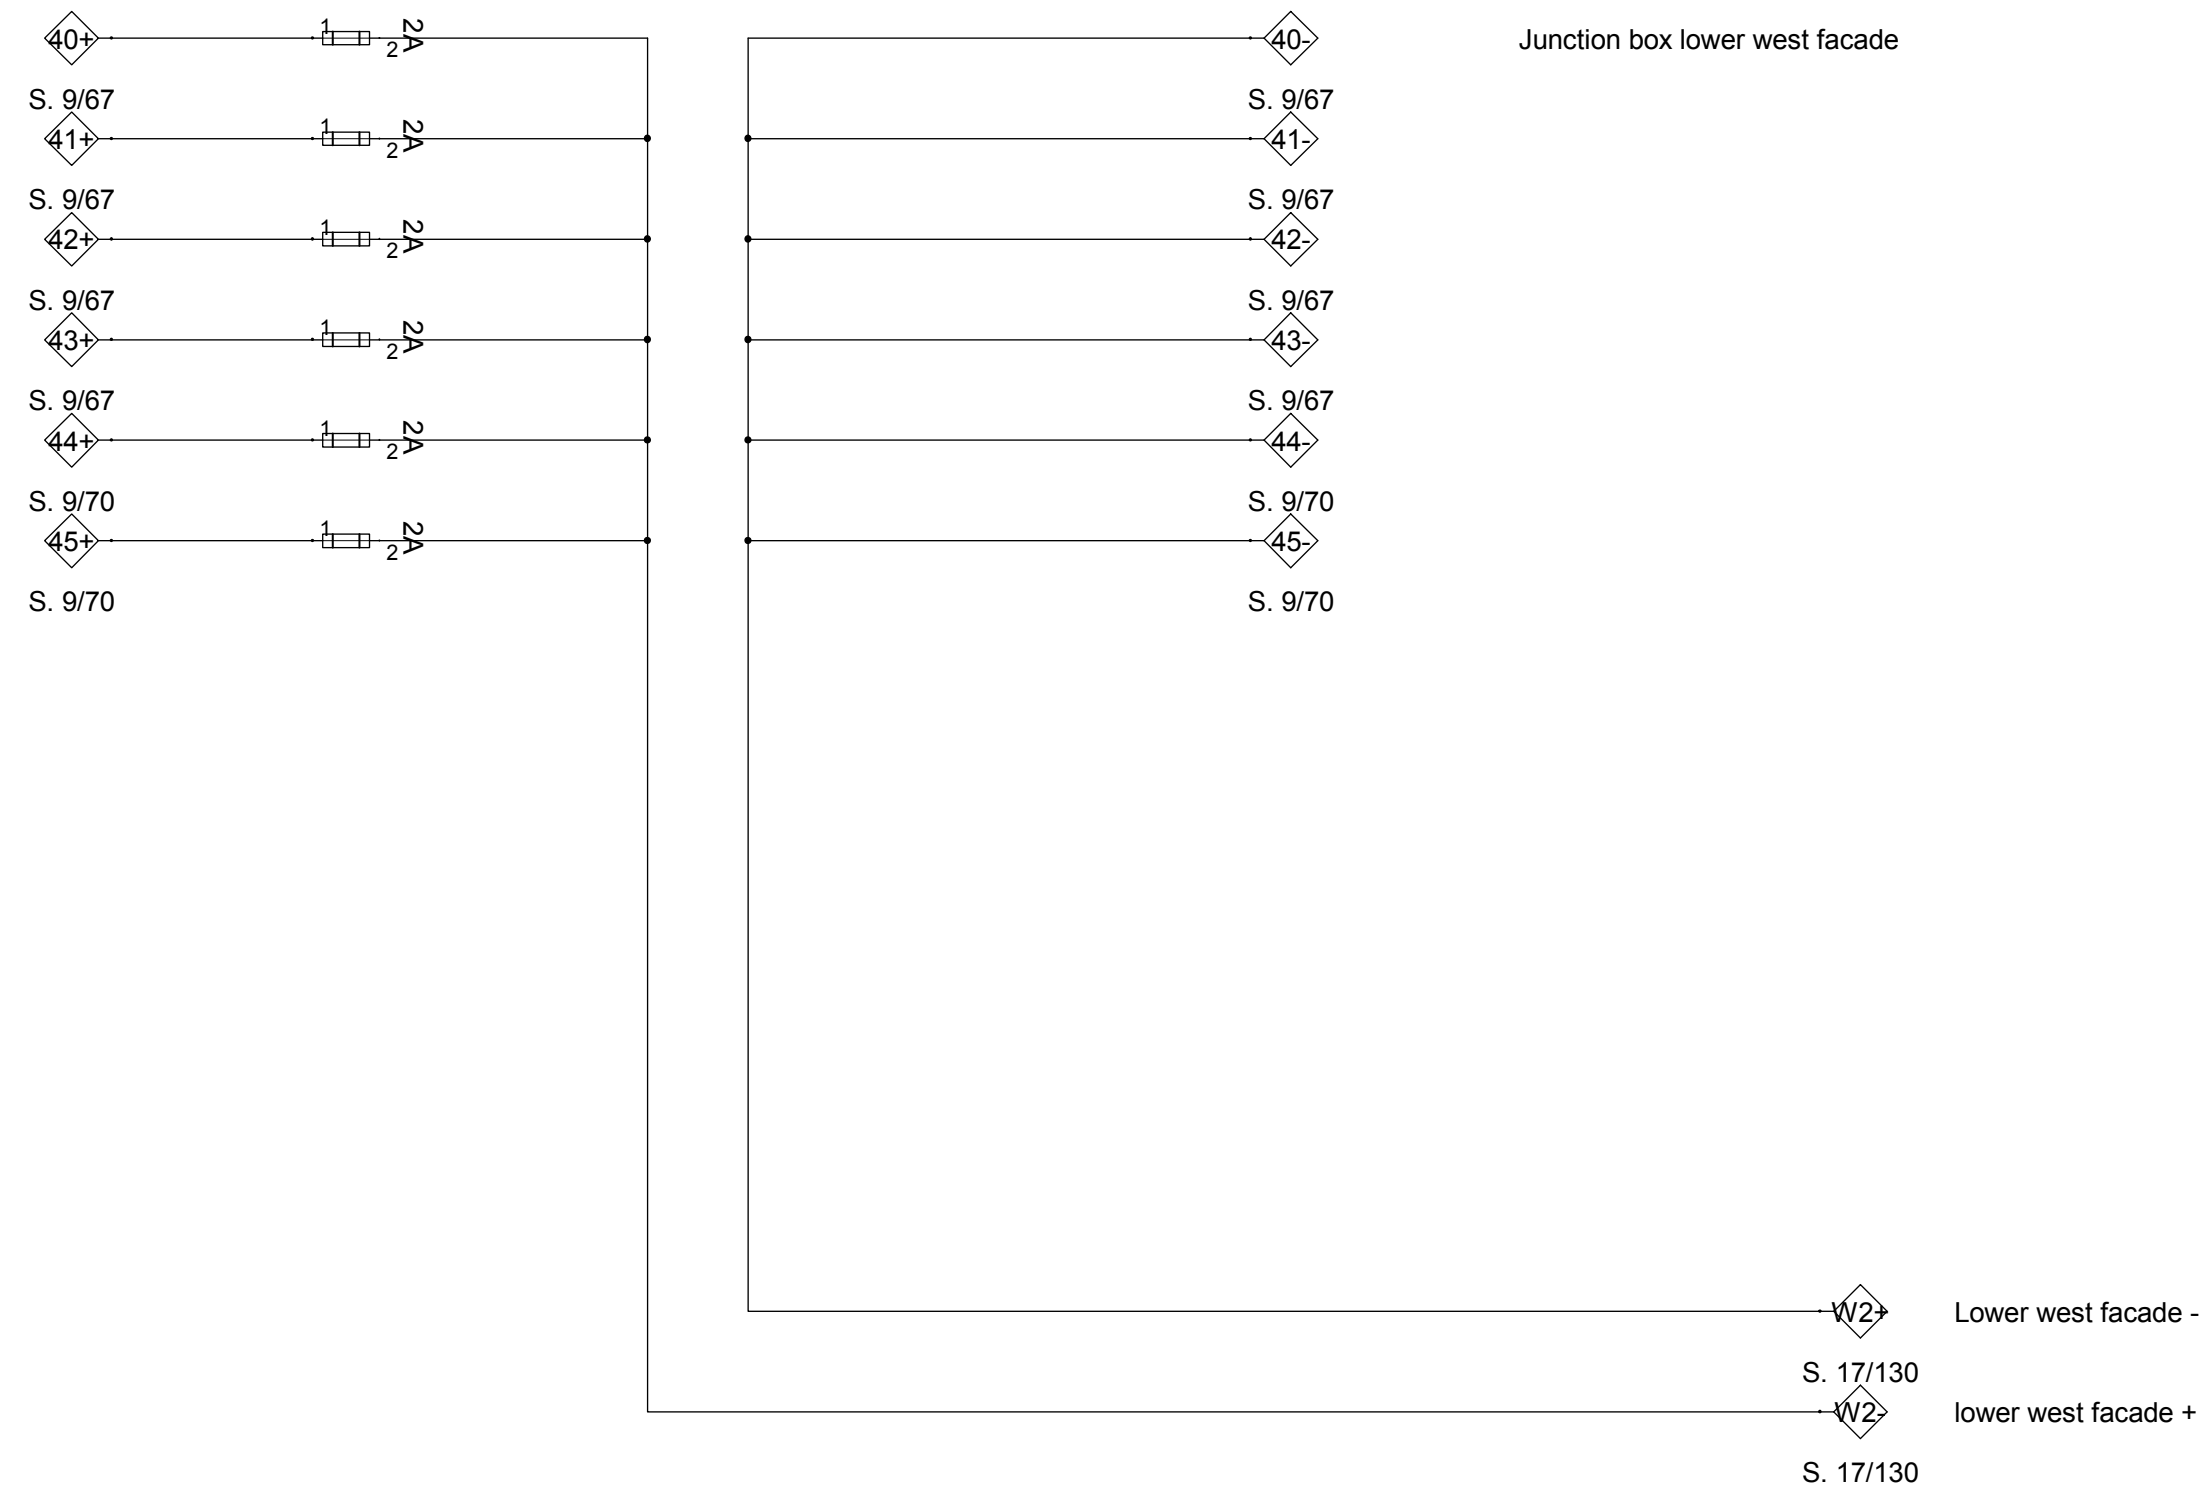 40+ 1 2 2A 40- Junction box lower west facade
S. 9/67 S. 9/67
41+ 1 2 2A 41-
S. 9/67 S. 9/67
42+ 1 2 2A 42-
S. 9/67 S. 9/67
43+ 1 2 2A 43-
S. 9/67 S. 9/67
44+ 1 2 2A 44-
S. 9/70 S. 9/70
45+ 1 2 2A 45-
S. 9/70 S. 9/70
W2+ Lower west facade -
S. 17/130
W2- lower west facade +
S. 17/130